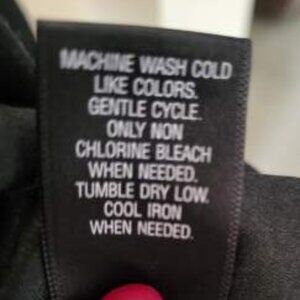 MACHINE WASH COLD
LIKE COLORS.
GENTLE CYCLE.
ONLY NON
CHLORINE BLEACH
WHEN NEEDED.
TUMBLE DRY LOW.
COOL IRON
WHEN NEEDED.